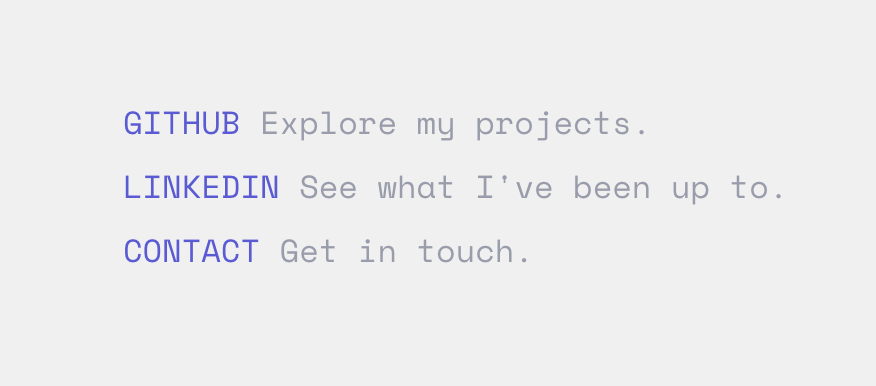 GITHUB Explore my projects.
LINKEDIN See what I've been up to.
CONTACT Get in touch.